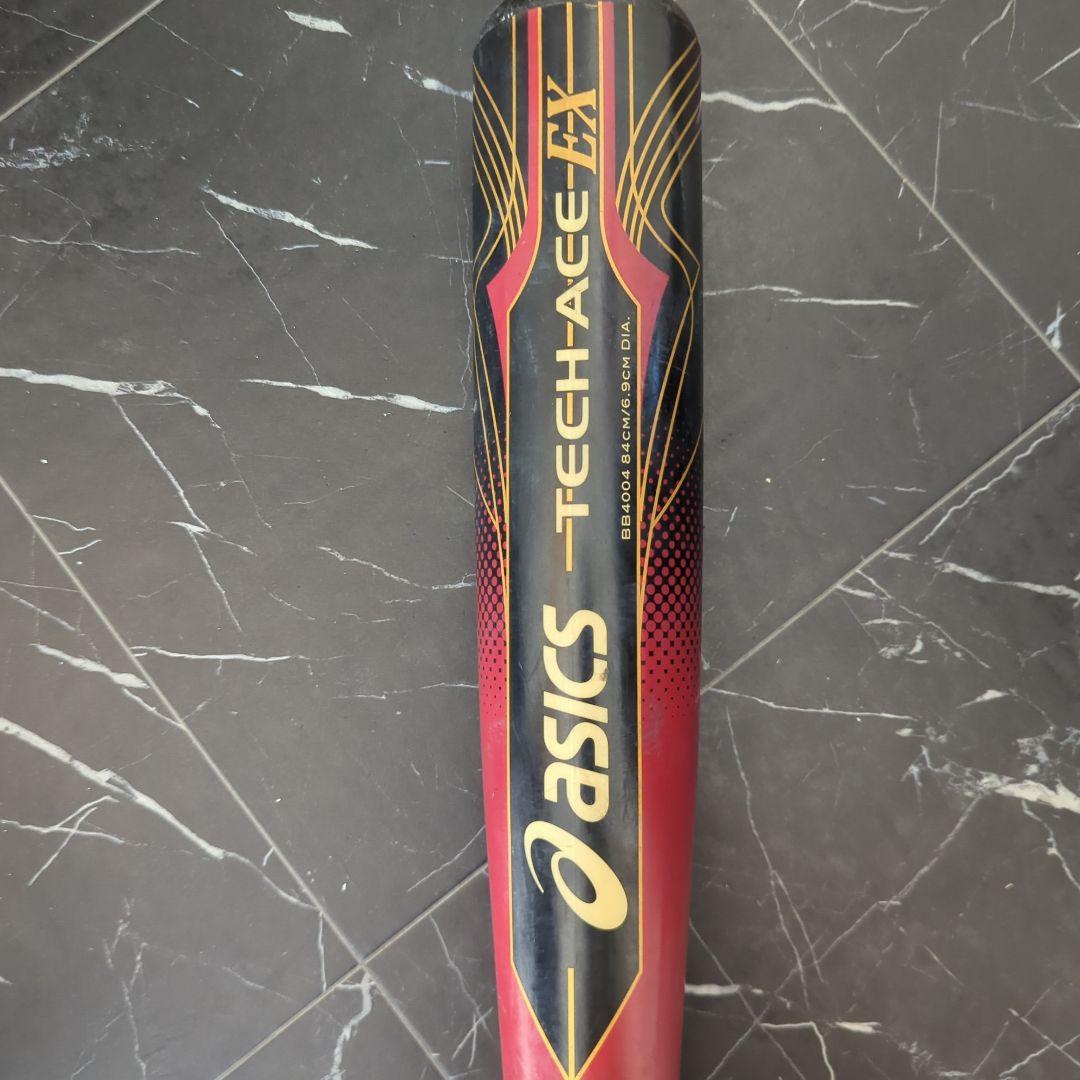 asics
TECH ACE EX
BB4004 84CM/6.9CM DIA.